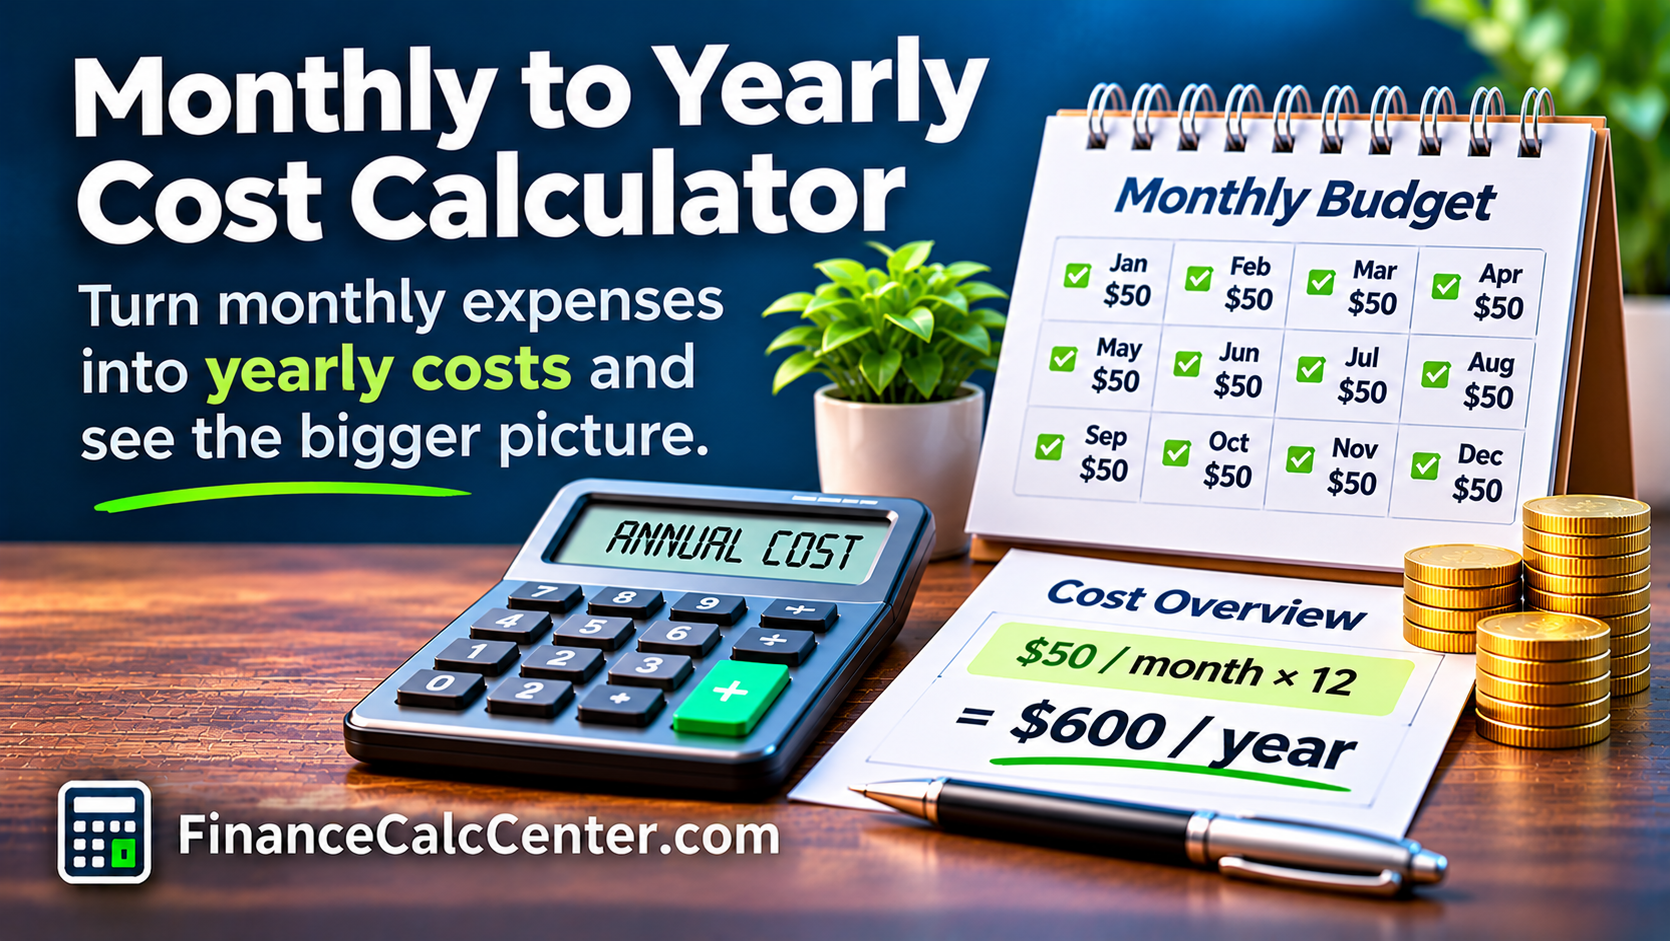 Monthly to Yearly
Cost Calculator
Turn monthly expenses
into yearly costs and
see the bigger picture.
Monthly Budget
Jan
$50
Feb
$50
Mar
$50
Apr
$50
May
$50
Jun
$50
Jul
$50
Aug
$50
Sep
$50
Oct
$50
Nov
$50
Dec
$50
ANNUAL COST
7 8 9 ÷
4 5 6 ÷
1 2 3 +
0 2
Cost Overview
$50 / month × 12
= $600 / year
FinanceCalcCenter.com